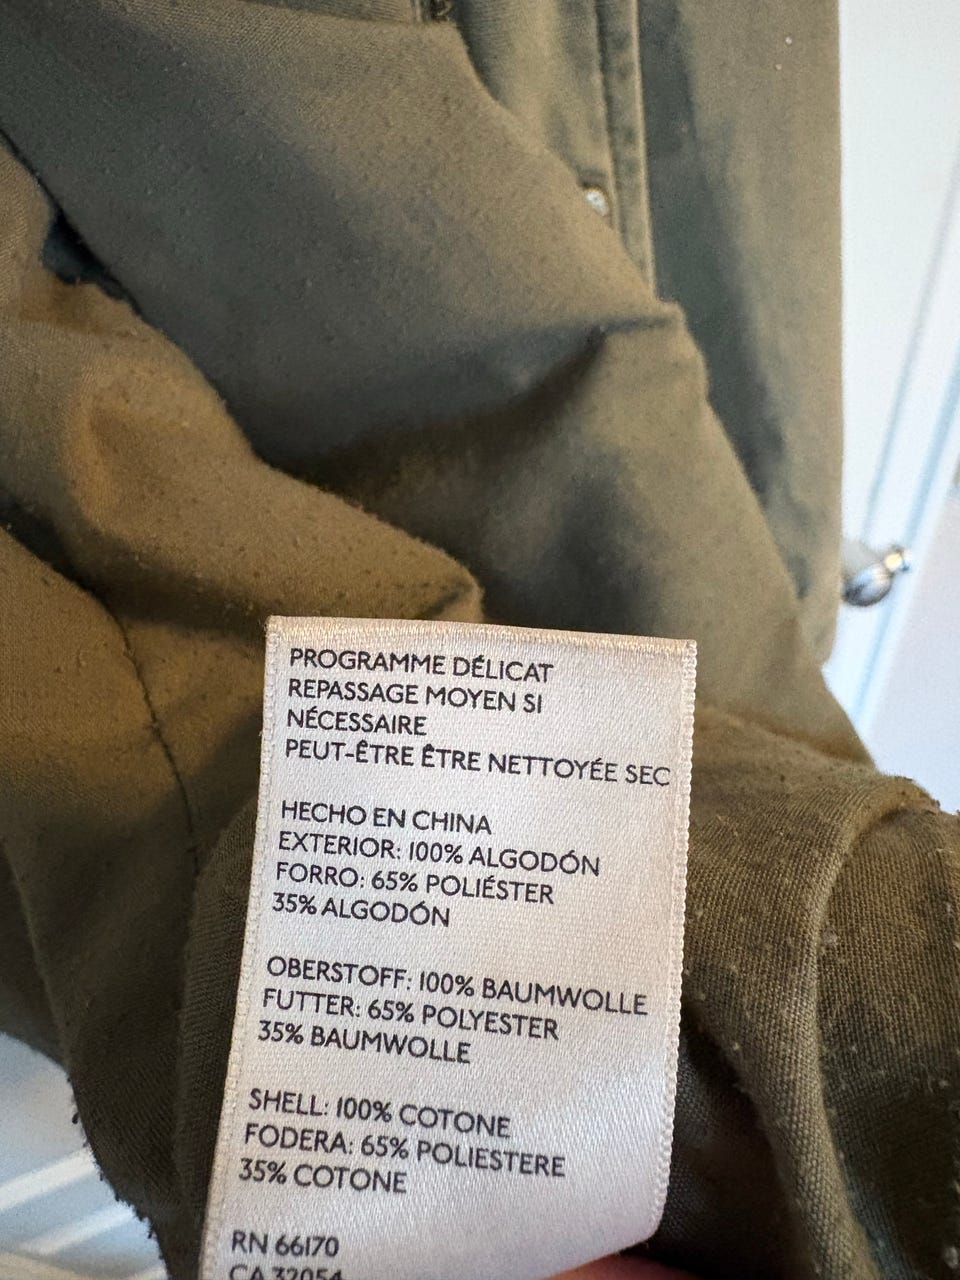 PROGRAMME DÉLICAT
REPASSAGE MOYEN SI
NÉCESSAIRE
PEUT-ÊTRE ÊTRE NETTOYÉE SEC
HECHO EN CHINA
EXTERIOR: 100% ALGODÓN
FORRO: 65% POLIÉSTER
35% ALGODÓN
OBERSTOFF: 100% BAUMWOLLE
FUTTER: 65% POLYESTER
35% BAUMWOLLE
SHELL: 100% COTONE
FODERA: 65% POLIESTERE
35% COTONE
RN 66170
CA 32054